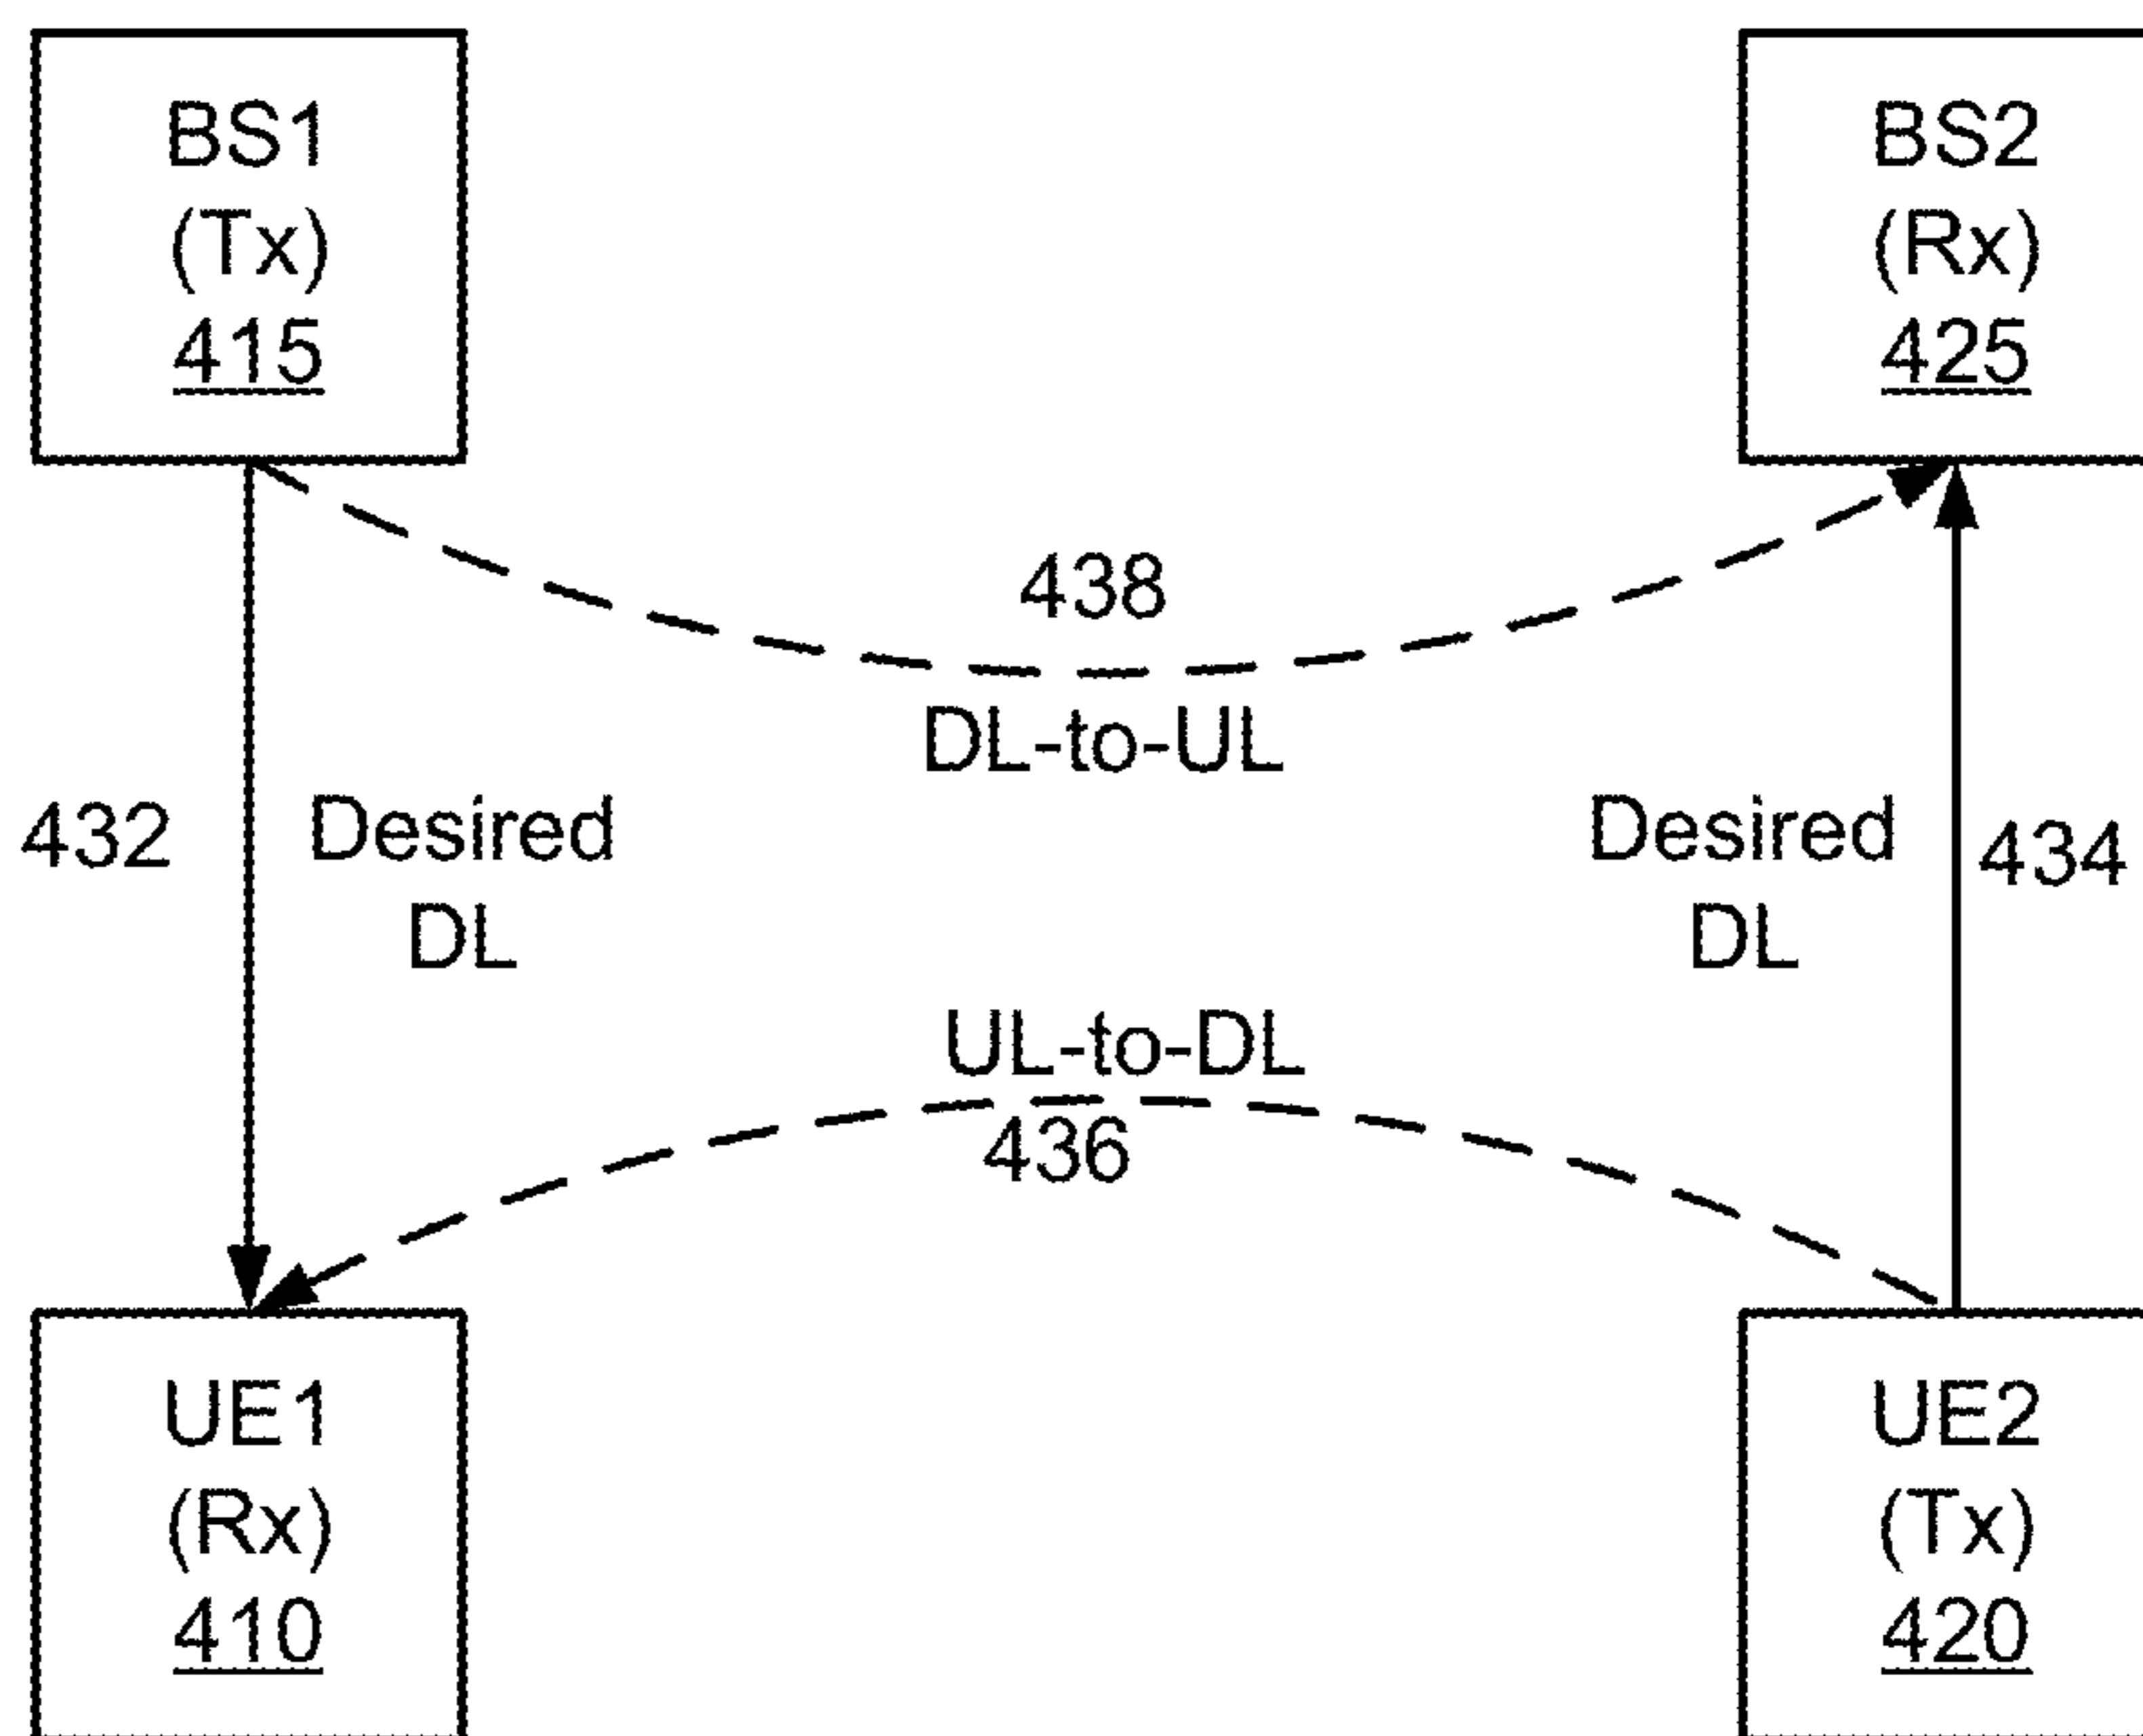 BS1
(Tx)
415
BS2
(Rx)
425
438
DL-to-UL
432
Desired
DL
Desired
DL
434
UL-to-DL
436
UE1
(Rx)
410
UE2
(Tx)
420